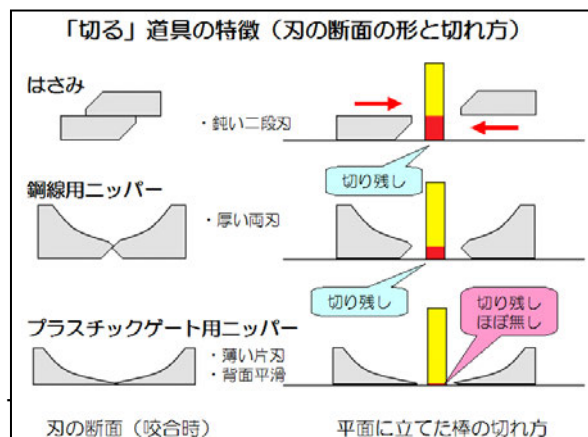 「切る」道具の特徴（刃の断面の形と切れ方）
はさみ
・鈍い二段刃
切り残し
鋼線用ニッパー
・厚い両刃
切り残し
プラスチックゲート用ニッパー
・薄い片刃
・背面平滑
切り残し
ほぼ無し
刃の断面（咬合時）
平面に立てた棒の切れ方